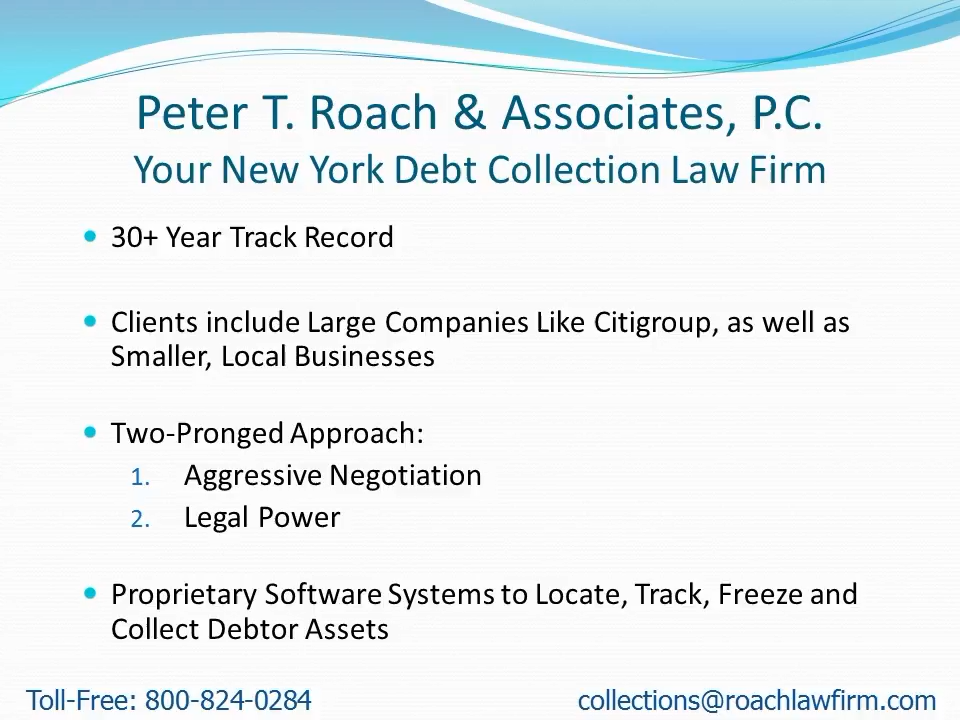 Peter T. Roach & Associates, P.C.
Your New York Debt Collection Law Firm
• 30+ Year Track Record
• Clients include Large Companies Like Citigroup, as well as
Smaller, Local Businesses
• Two-Pronged Approach:
1. Aggressive Negotiation
2. Legal Power
• Proprietary Software Systems to Locate, Track, Freeze and
Collect Debtor Assets
Toll-Free: 800-824-0284
collections@roachlawfirm.com